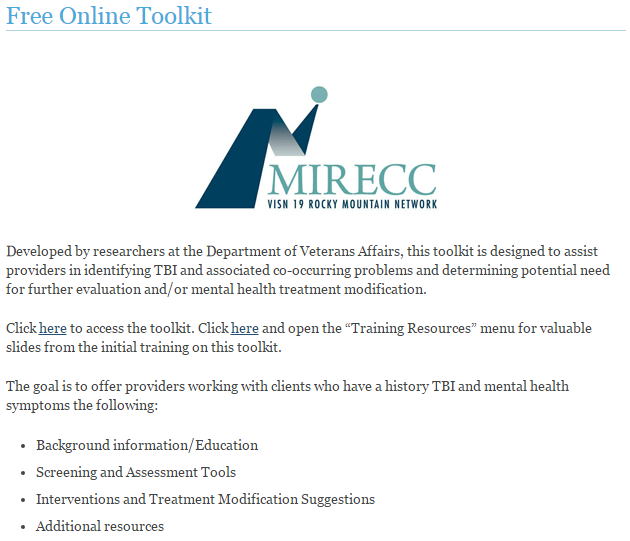 Free Online Toolkit
MIRECC
VISN 19 ROCKY MOUNTAIN NETWORK
Developed by researchers at the Department of Veterans Affairs, this toolkit is designed to assist
providers in identifying TBI and associated co-occurring problems and determining potential need
for further evaluation and/or mental health treatment modification.
Click here to access the toolkit. Click here and open the “Training Resources” menu for valuable
slides from the initial training on this toolkit.
The goal is to offer providers working with clients who have a history TBI and mental health
symptoms the following:
• Background information/Education
• Screening and Assessment Tools
• Interventions and Treatment Modification Suggestions
• Additional resources